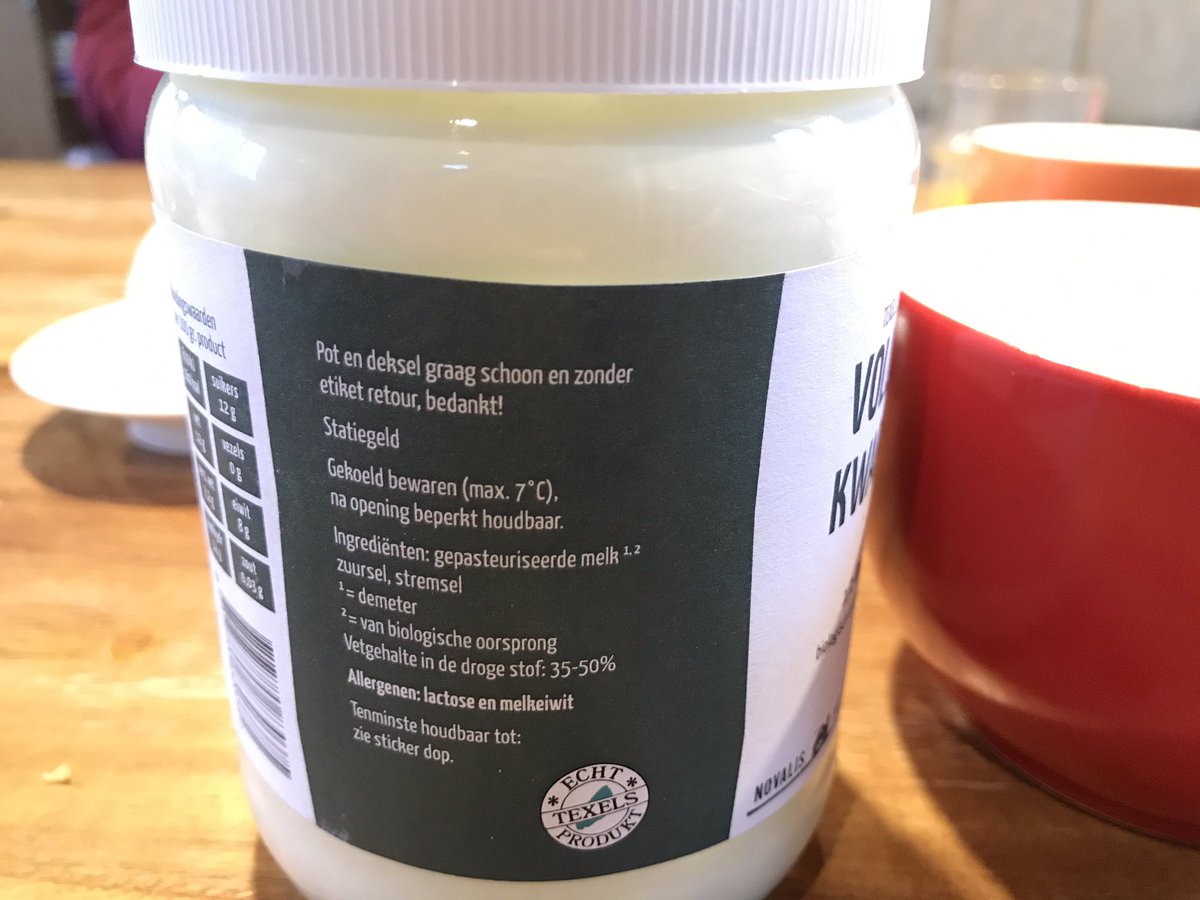 gr. product
suikers
12 g
vezels
0 g
eiwit
8 g
zout
0,03 g
Pot en deksel graag schoon en zonder
etiket retour, bedankt!
Statiegeld
Gekoeld bewaren (max. 7°C),
na opening beperkt houdbaar.
Ingrediënten: gepasteuriseerde melk ¹,²
zuursel, stremsel
¹ = demeter
² = van biologische oorsprong
Vetgehalte in de droge stof: 35-50%
Allergenen: lactose en melkeiwit
Tenminste houdbaar tot:
zie sticker dop.
ECHT
TEXELS
PRODUKT
NOVALIS